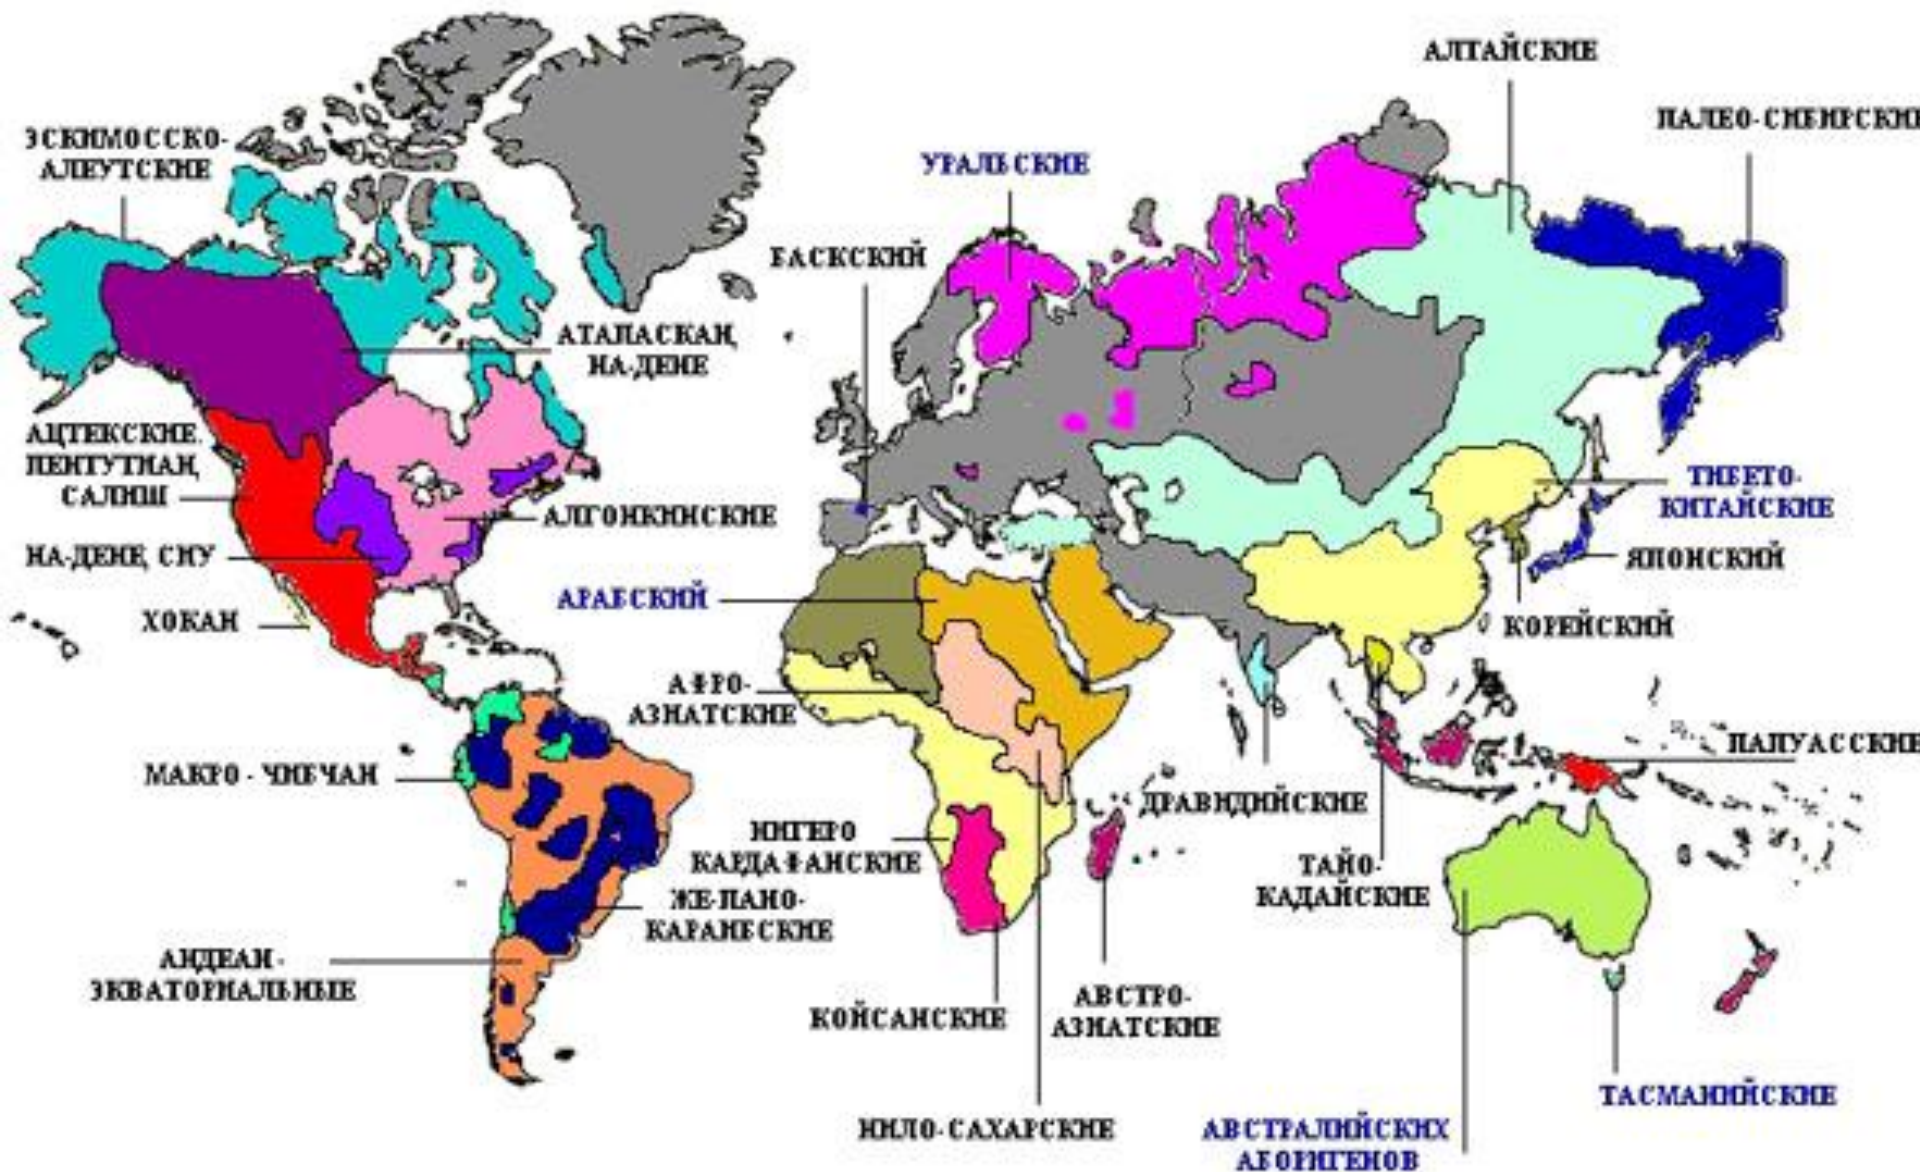 АЛТАЙСКИЕ
ПАЛЕО-СИБИРСКИЕ
ЭСКИМОССКО-
АЛЕУТСКИЕ
УРАЛЬСКИЕ
БАСКСКИЙ
АТАПАСКАН,
НА-ДЕНЕ
АЦТЕКСКИЕ,
ПЕНТУТИАН,
САЛИШ
АЛГОНКИНСКИЕ
НА-ДЕНЕ, СИУ
ХОКАН
ТИБЕТО-
КИТАЙСКИЕ
ЯПОНСКИЙ
КОРЕЙСКИЙ
АРАБСКИЙ
АФРО-
АЗИАТСКИЕ
МАКРО - ЧИБЧАН
ПАПУАССКИЕ
ДРАВИДИЙСКИЕ
НИГЕРО
КАРДАФАНСКИЕ
ТАЙО-
КАДАЙСКИЕ
ЖЕ-ПАНО-
КАРАИБСКИЕ
АНДЕАН -
ЭКВАТОРИАЛЬНЫЕ
КОЙСАНСКИЕ
АВСТРО-
АЗИАТСКИЕ
ТАСМАНИЙСКИЕ
НИЛО-САХАРСКИЕ
АВСТРАЛИЙСКИХ
АБОРИГЕНОВ